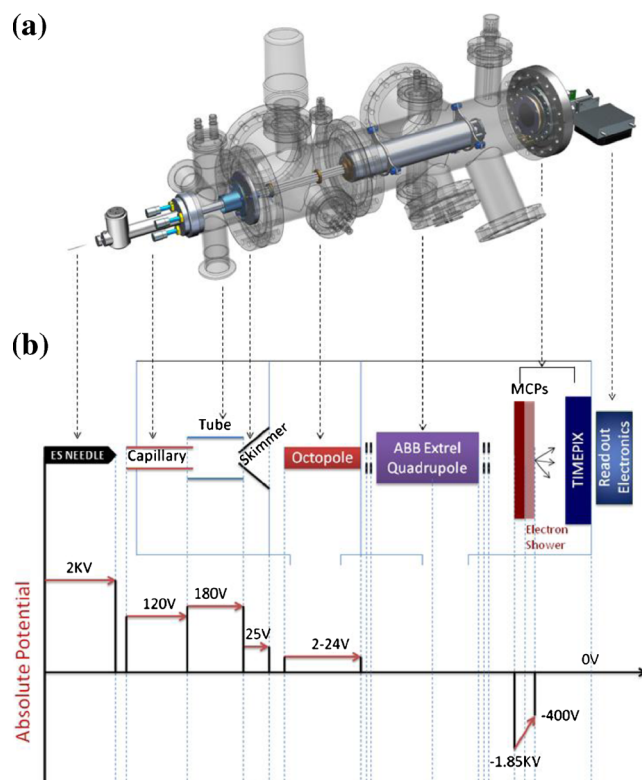 (a)
(b)
MCPs
Tube
Skimmer
ES NEEDLE
Capillary
Octopole
ABB Extrel
Quadrupole
TIMEPIX
Read out
Electronics
Electron
Shower
Absolute Potential
2KV
120V
180V
25V
2-24V
0V
-400V
-1.85KV